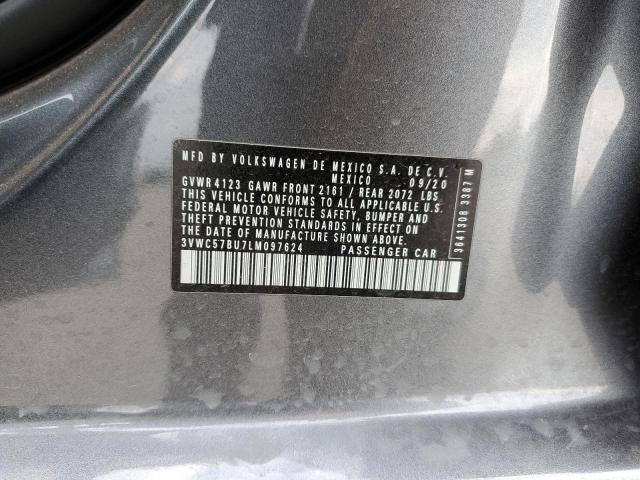 MFD BY VOLKSWAGEN DE MEXICO S.A. DE C.V.
MEXICO 09/20
GVWR 4123 GAWR FRONT 2161 / REAR 2072 LBS
THIS VEHICLE CONFORMS TO ALL APPLICABLE U.S.
FEDERAL MOTOR VEHICLE SAFETY, BUMPER AND
THEFT PREVENTION STANDARDS IN EFFECT ON
THE DATE OF MANUFACTURE SHOWN ABOVE.
3VWC57BU7LM097624 PASSENGER CAR
3641308 3387 M